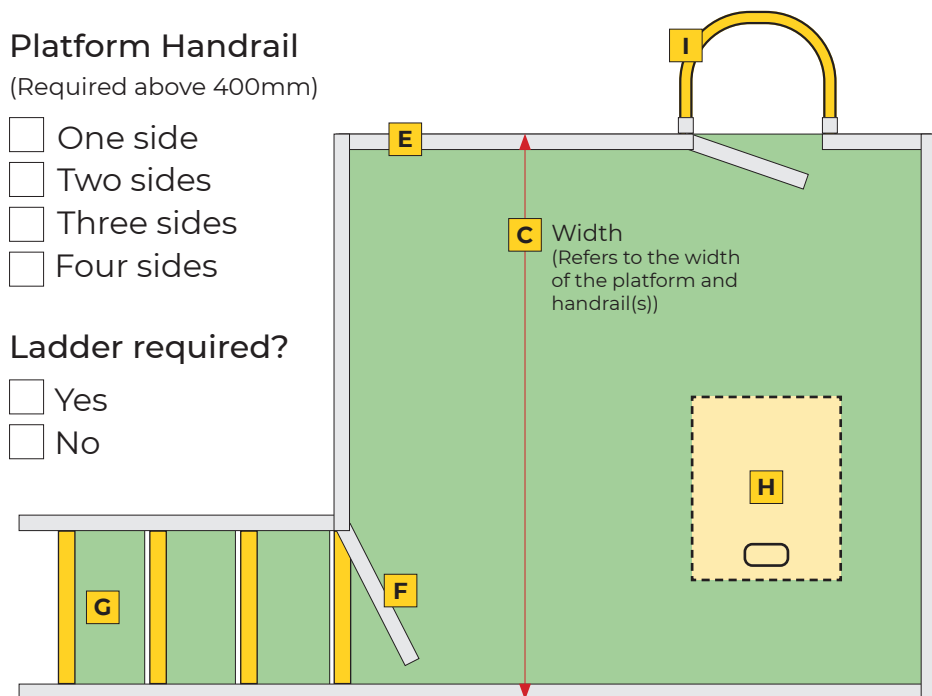 Platform Handrail
(Required above 400mm)
One side
Two sides
Three sides
Four sides
Ladder required?
Yes
No
I
E
C
Width
(Refers to the width
of the platform and
handrail(s))
H
F
G